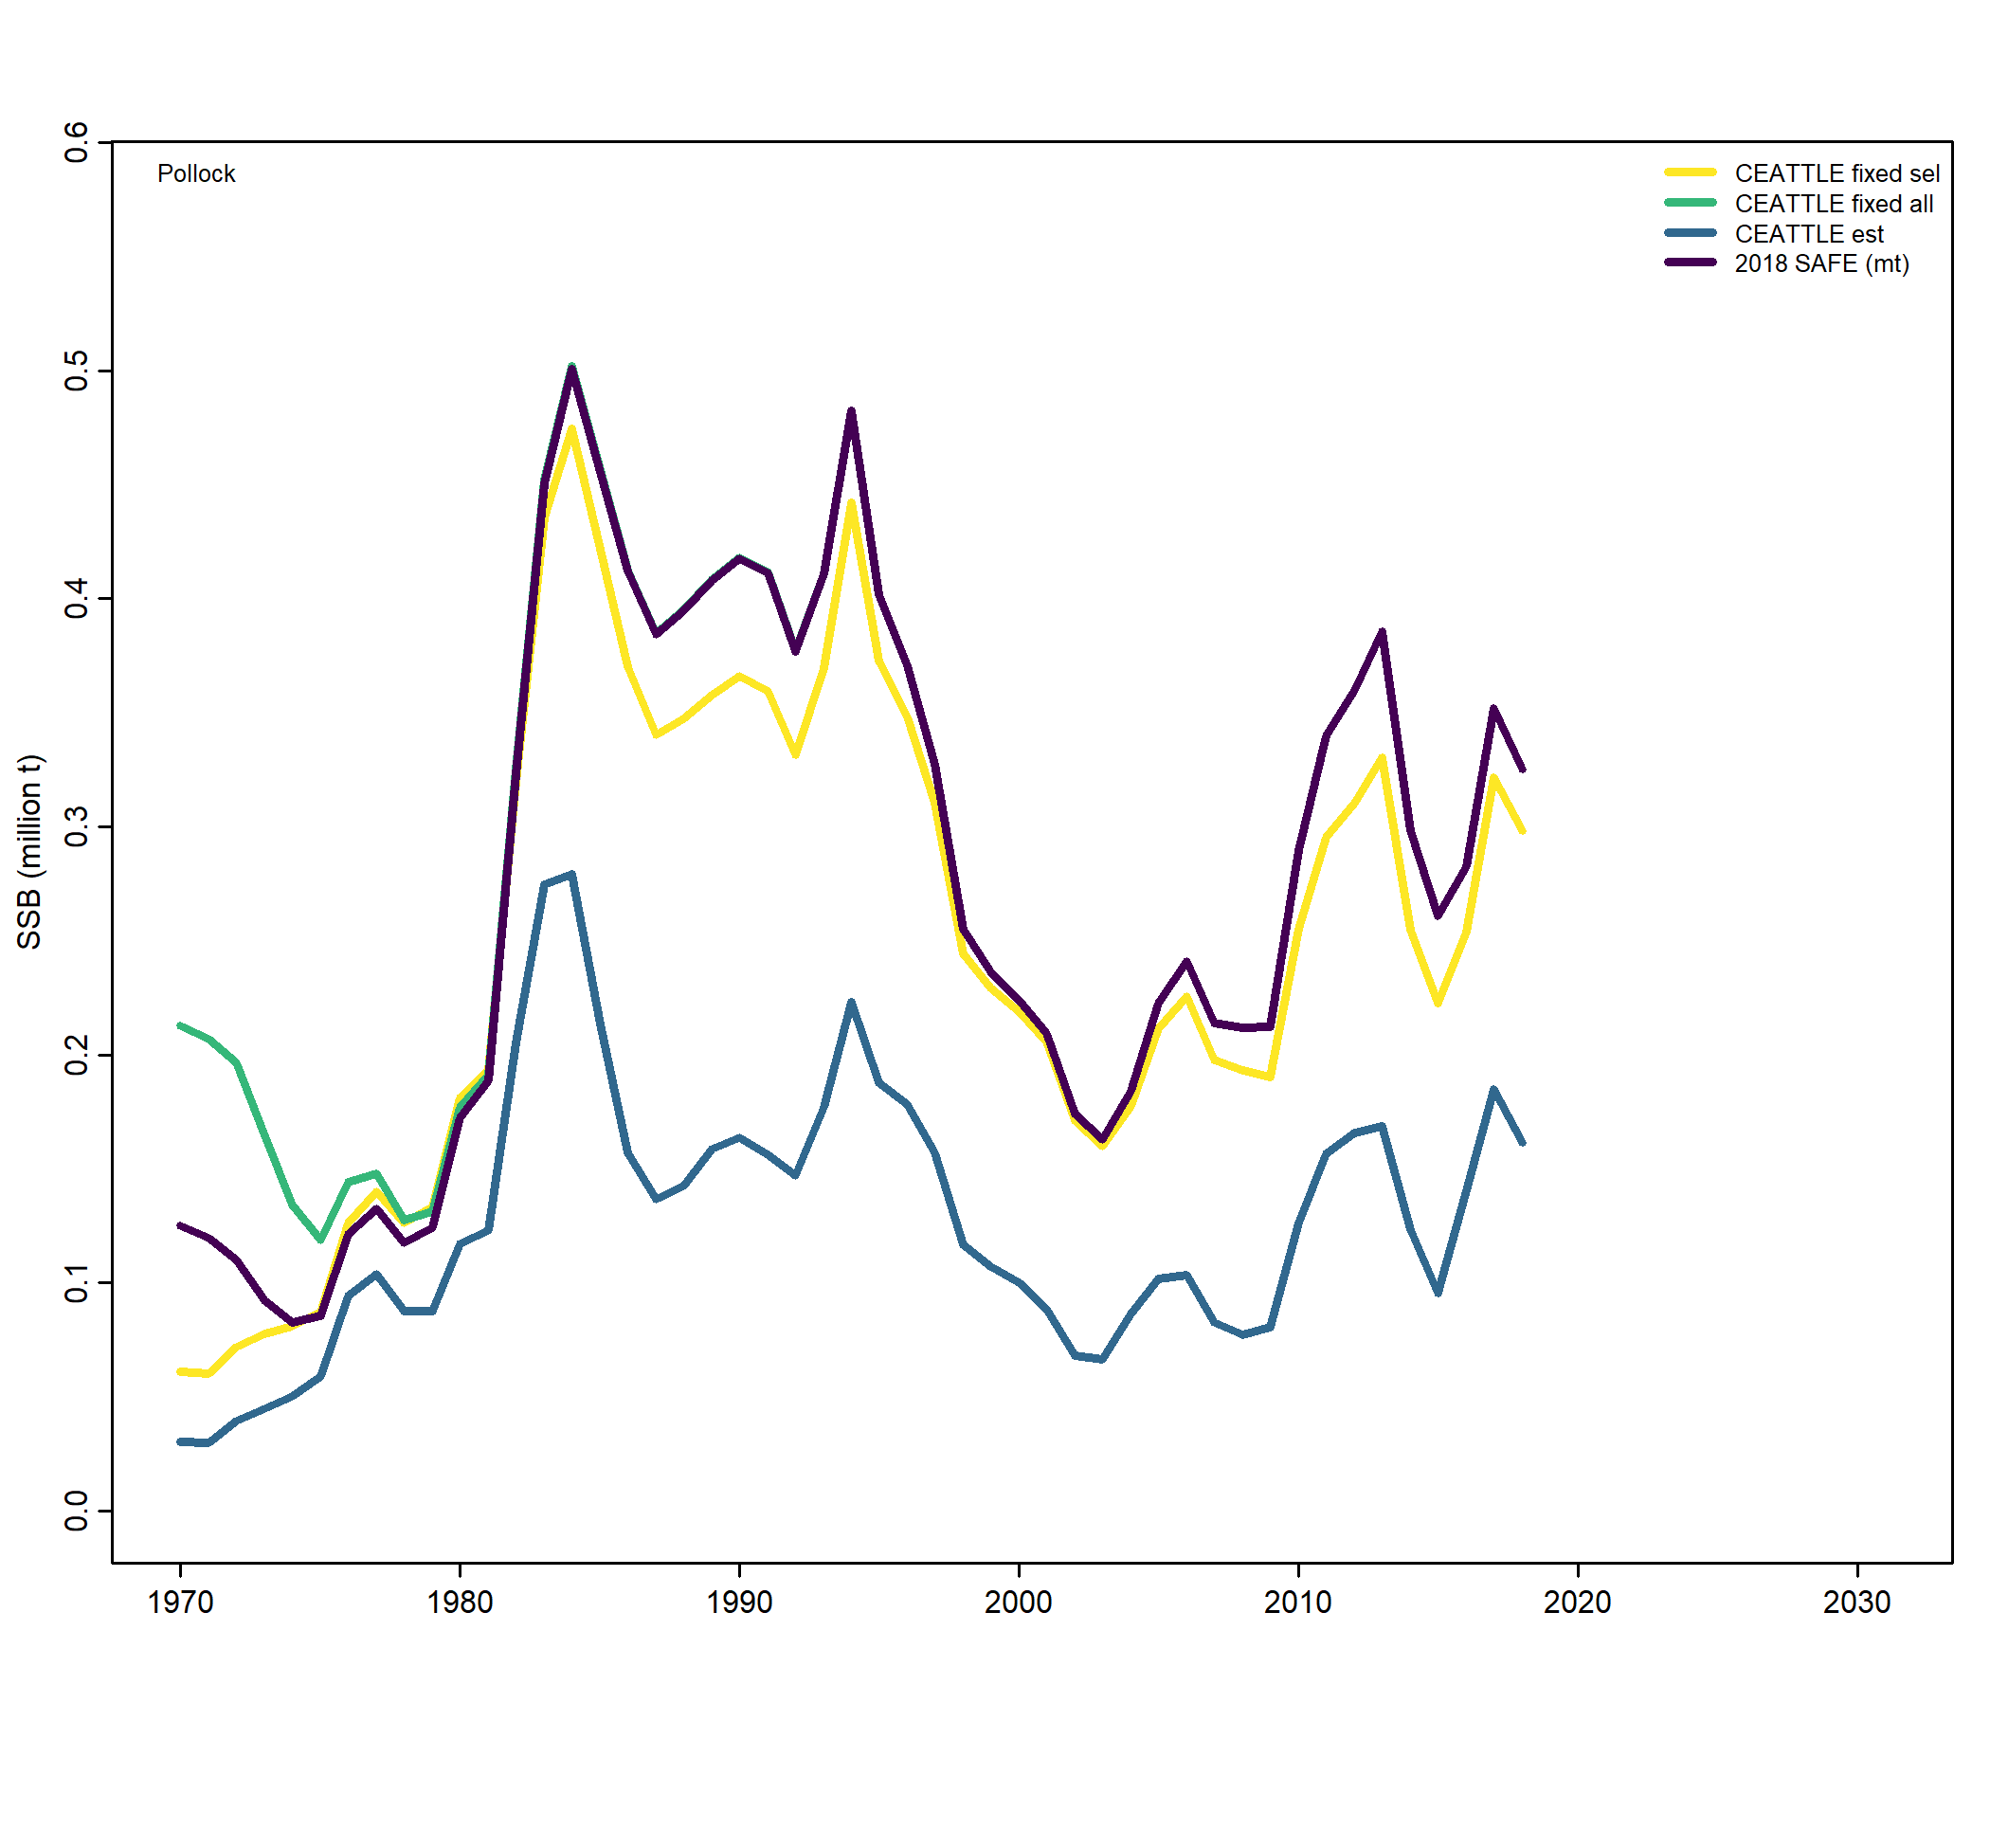 Pollock
CEATTLE fixed sel
CEATTLE fixed all
CEATTLE est
2018 SAFE (mt)
SSB (million t)
0.6
0.5
0.4
0.3
0.2
0.1
0.0
1970 1980 1990 2000 2010 2020 2030